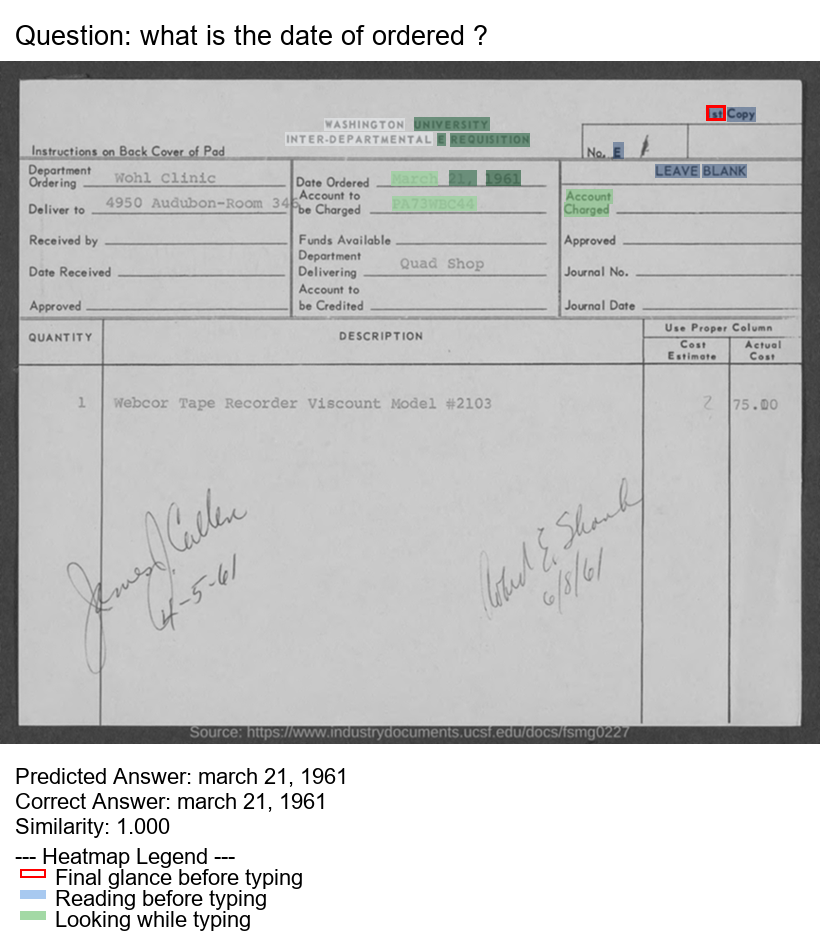 Question: what is the date of ordered ?
1st Copy
WASHINGTON UNIVERSITY
INTER-DEPARTMENTAL E REQUISITION
Instructions on Back Cover of Pad
No. E 1
Department Ordering Wohl Clinic
Date Ordered March 21, 1961
LEAVE BLANK
Deliver to 4950 Audubon-Room 346
Account to be Charged PA73WBC44
Account Charged
Received by
Funds Available
Approved
Date Received
Department Delivering Quad Shop
Journal No.
Approved
Account to be Credited
Journal Date
QUANTITY
DESCRIPTION
Use Proper Column
Cost Estimate
Actual Cost
1 Webcor Tape Recorder Viscount Model #2103 2 75.00
James J. Cullen
4-5-61
Robert E. Shank
6/8/61
Source: https://www.industrydocuments.ucsf.edu/docs/fsmg0227
Predicted Answer: march 21, 1961
Correct Answer: march 21, 1961
Similarity: 1.000
--- Heatmap Legend ---
Final glance before typing
Reading before typing
Looking while typing